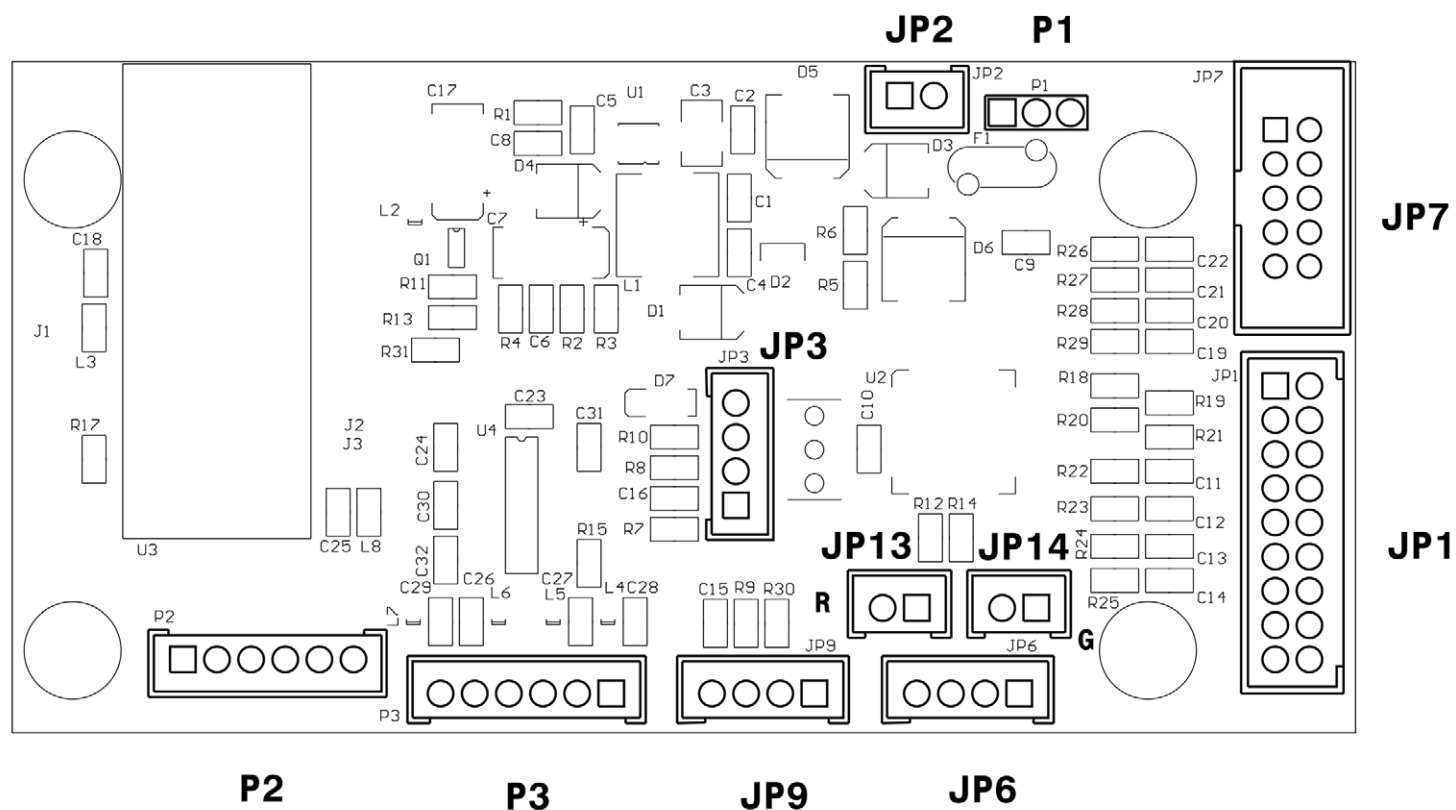 JP2 P1
D5 JP2 JP7
C17 U1 C3 C2 P1
R1 C5
C8
D4 D3 F1
+
L2 C7 + C1
JP7
C18 R6
Q1 D6 R26 C22
C9
R11 L1 C4 D2 R5 R27 C21
J1 R13 D1 R28 C20
R31 R4 C6 R2 R3 R29 C19
L3 JP3
JP3
D7 U2 R18 JP1
C23 C10 R19
R17 J2 U4 C31 R20
J3 R10 R21
C24 R8 R22 C11
C30 C16 R12 R14 R23 C12
U3 C25 L8 R7 R15
C32 JP13 JP14 R24 C13 JP1
C29 C26 C27 L4 C28 C15 R9 R30 R25 C14
P2 L7 L6 L5 R
JP9 JP6 G
P3
P2 P3 JP9 JP6